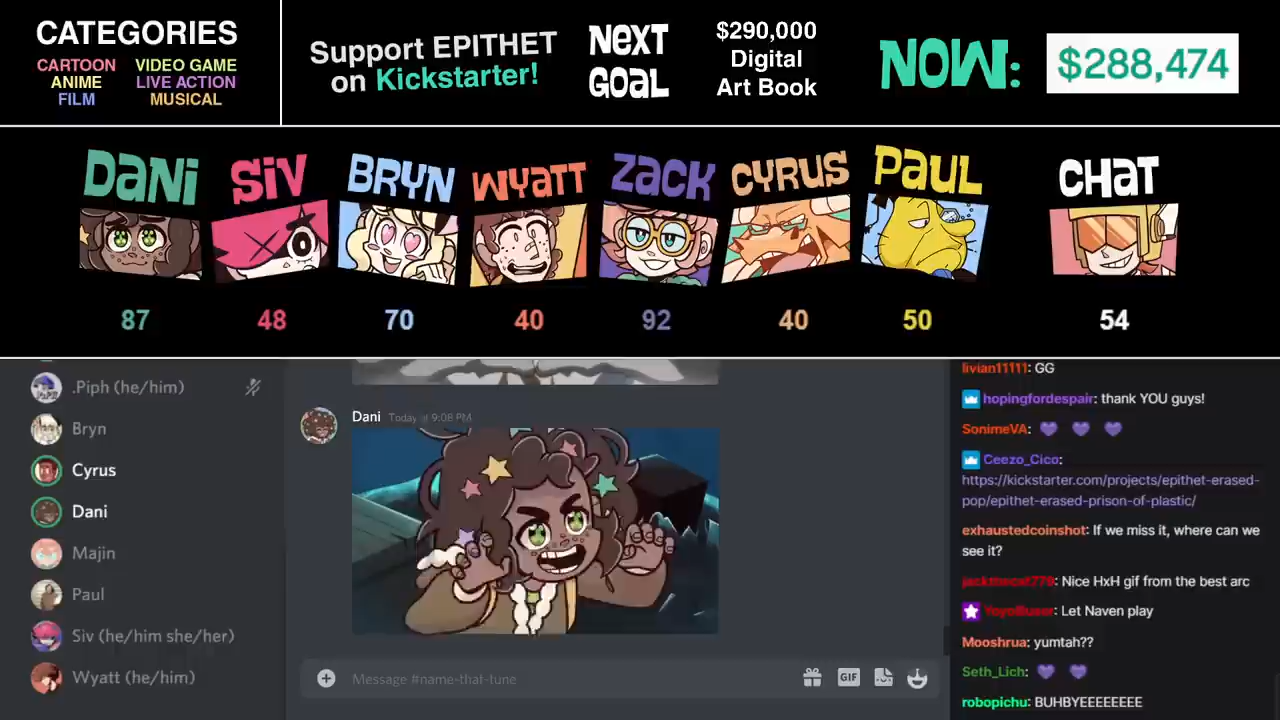 CATEGORIES
CARTOON VIDEO GAME
ANIME LIVE ACTION
FILM MUSICAL
Support EPITHET
on Kickstarter!
NEXT
GOAL
$290,000
Digital
Art Book
NOW:
$288,474
DANI SIV BRYN WYATT ZACK CYRUS PAUL CHAT
87 48 70 40 92 40 50 54
.Piph (he/him)
Bryn
Cyrus
Dani
Majin
Paul
Siv (he/him she/her)
Wyatt (he/him)
Dani Today at 9:08 PM
Message #name-that-tune
GIF
livian11111: GG
hopingfordespair: thank YOU guys!
SonimeVA:
Ceezo_Cico:
https://kickstarter.com/projects/epithet-erased-
pop/epithet-erased-prison-of-plastic/
exhaustedcoinshot: If we miss it, where can we
see it?
Nice HxH gif from the best arc
Let Naven play
Mooshrua: yumtah??
Seth_Lich:
robopichu: BUHBYEEEEEEEE